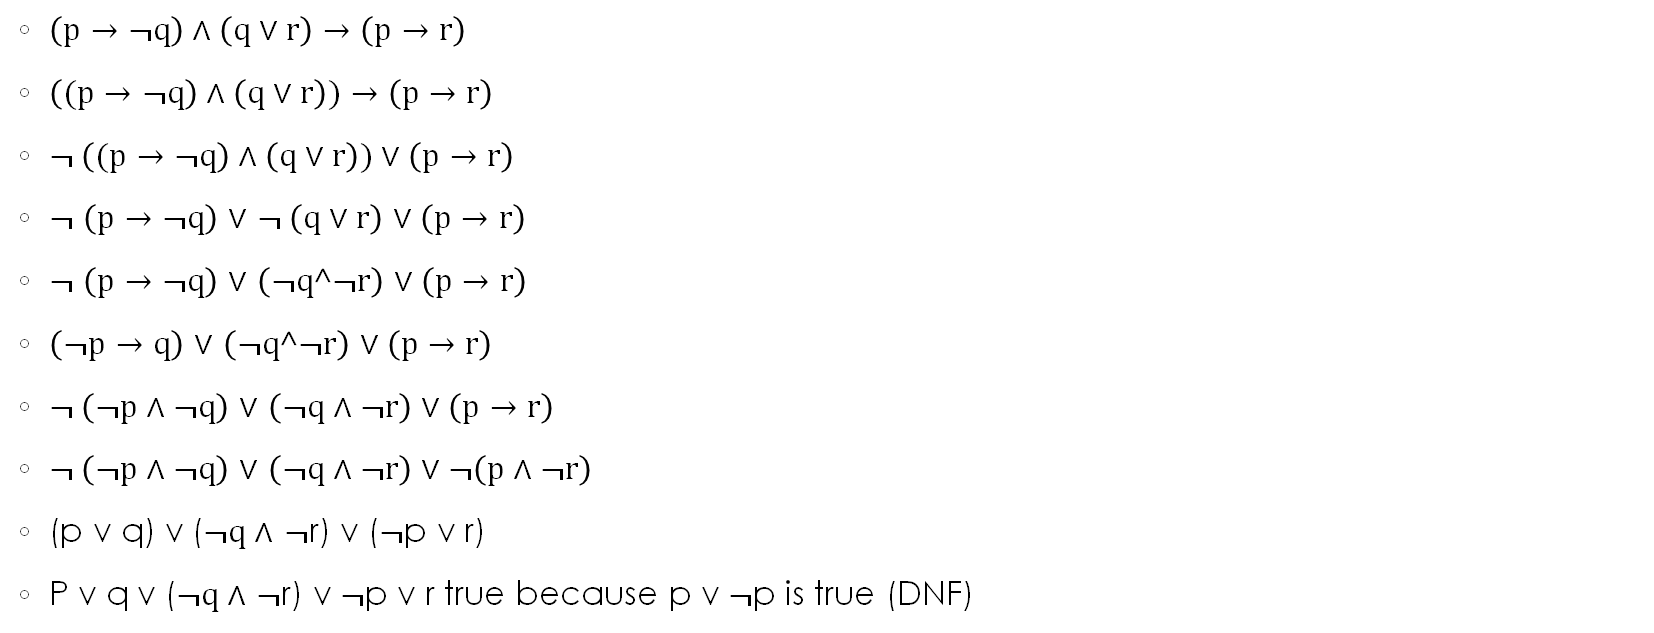 ○ (p → ¬q) ∧ (q ∨ r) → (p → r)
○ ((p → ¬q) ∧ (q ∨ r)) → (p → r)
○ ¬ ((p → ¬q) ∧ (q ∨ r)) ∨ (p → r)
○ ¬ (p → ¬q) ∨ ¬ (q ∨ r) ∨ (p → r)
○ ¬ (p → ¬q) ∨ (¬q^¬r) ∨ (p → r)
○ (¬p → q) ∨ (¬q^¬r) ∨ (p → r)
○ ¬ (¬p ∧ ¬q) ∨ (¬q ∧ ¬r) ∨ (p → r)
○ ¬ (¬p ∧ ¬q) ∨ (¬q ∧ ¬r) ∨ ¬(p ∧ ¬r)
○ (p v q) v (¬q ∧ ¬r) v (¬p v r)
○ P v q v (¬q ∧ ¬r) v ¬p v r true because p v ¬p is true (DNF)